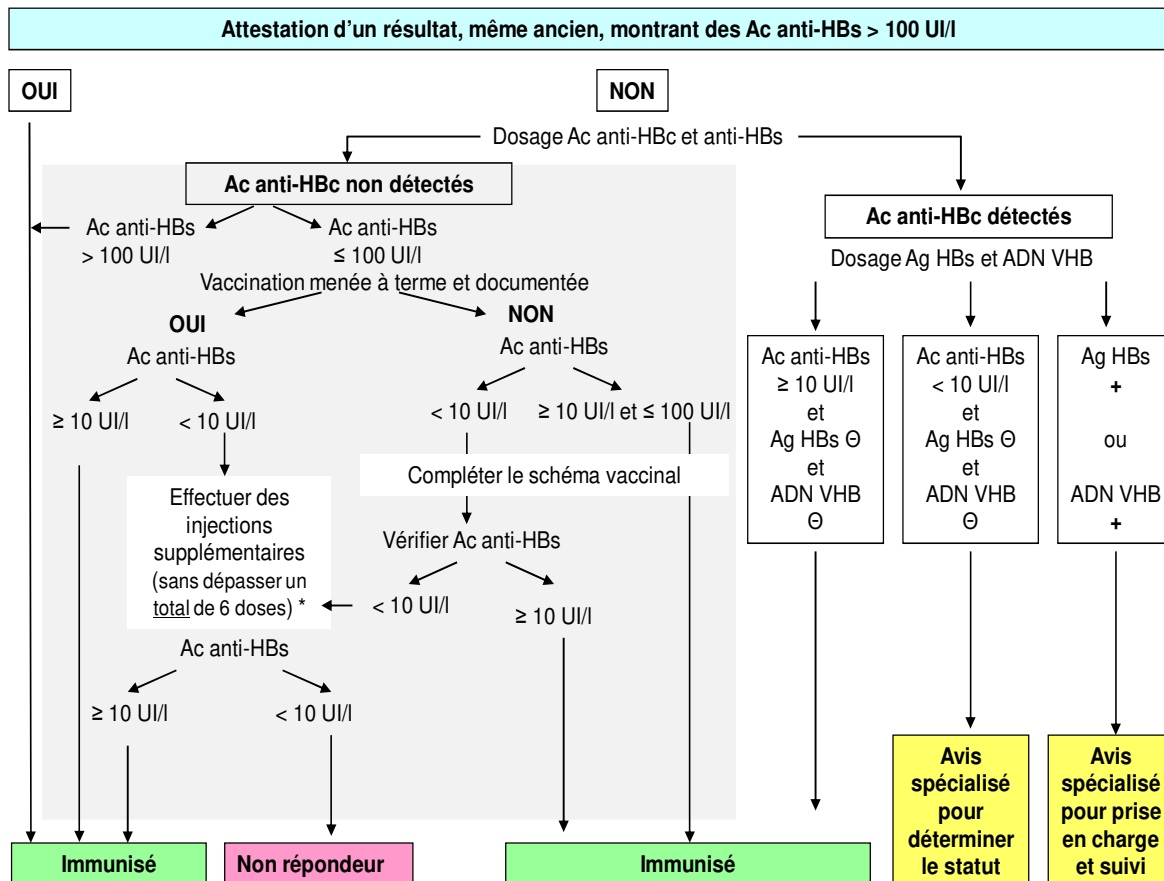 Attestation d'un résultat, même ancien, montrant des Ac anti-HBs > 100 UI/l
OUI
NON
Dosage Ac anti-HBc et anti-HBs
Ac anti-HBc non détectés
Ac anti-HBs
> 100 UI/l
Ac anti-HBs
≤ 100 UI/l
Vaccination menée à terme et documentée
OUI
Ac anti-HBs
≥ 10 UI/l
< 10 UI/l
NON
Ac anti-HBs
< 10 UI/l
≥ 10 UI/l et ≤ 100 UI/l
Effectuer des
injections
supplémentaires
(sans dépasser un
total de 6 doses) *
Compléter le schéma vaccinal
Vérifier Ac anti-HBs
< 10 UI/l
≥ 10 UI/l
Ac anti-HBs
≥ 10 UI/l
< 10 UI/l
Ac anti-HBc détectés
Dosage Ag HBs et ADN VHB
Ac anti-HBs
≥ 10 UI/l
et
Ag HBs Θ
et
ADN VHB
Θ
Ac anti-HBs
< 10 UI/l
et
Ag HBs Θ
et
ADN VHB
Θ
Ag HBs
+
ou
ADN VHB
+
Immunisé
Non répondeur
Immunisé
Avis
spécialisé
pour
déterminer
le statut
Avis
spécialisé
pour prise
en charge
et suivi